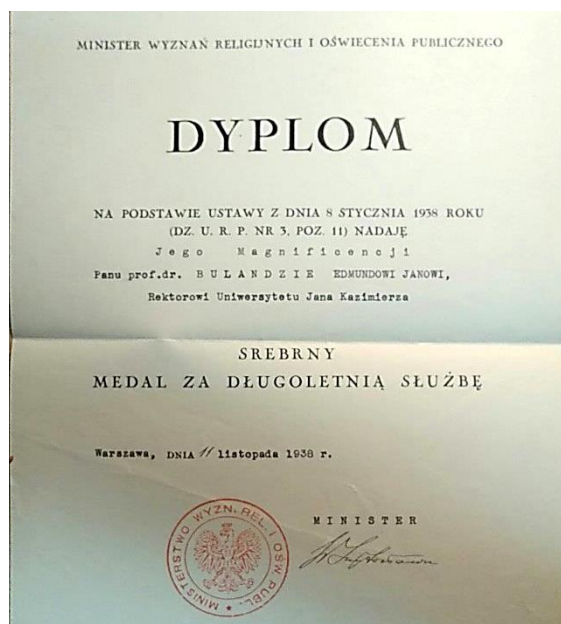 MINISTER WYZNAŃ RELIGIJNYCH I OŚWIECENIA PUBLICZNEGO
DYPLOM
NA PODSTAWIE USTAWY Z DNIA 8 STYCZNIA 1938 ROKU
(DZ. U. R. P. NR 3, POZ. 11) NADAJĘ
Jego Magnificencji
Panu prof.dr. BULANDZIE EDMUNDOWI JANOWI,
Rektorowi Uniwersytetu Jana Kazimierza
SREBRNY
MEDAL ZA DŁUGOLETNIĄ SŁUŻBĘ
Warszawa, DNIA 11 listopada 1938 r.
MINISTER
MINISTERSTWO WYZN. REL. I OŚW. PUBL.